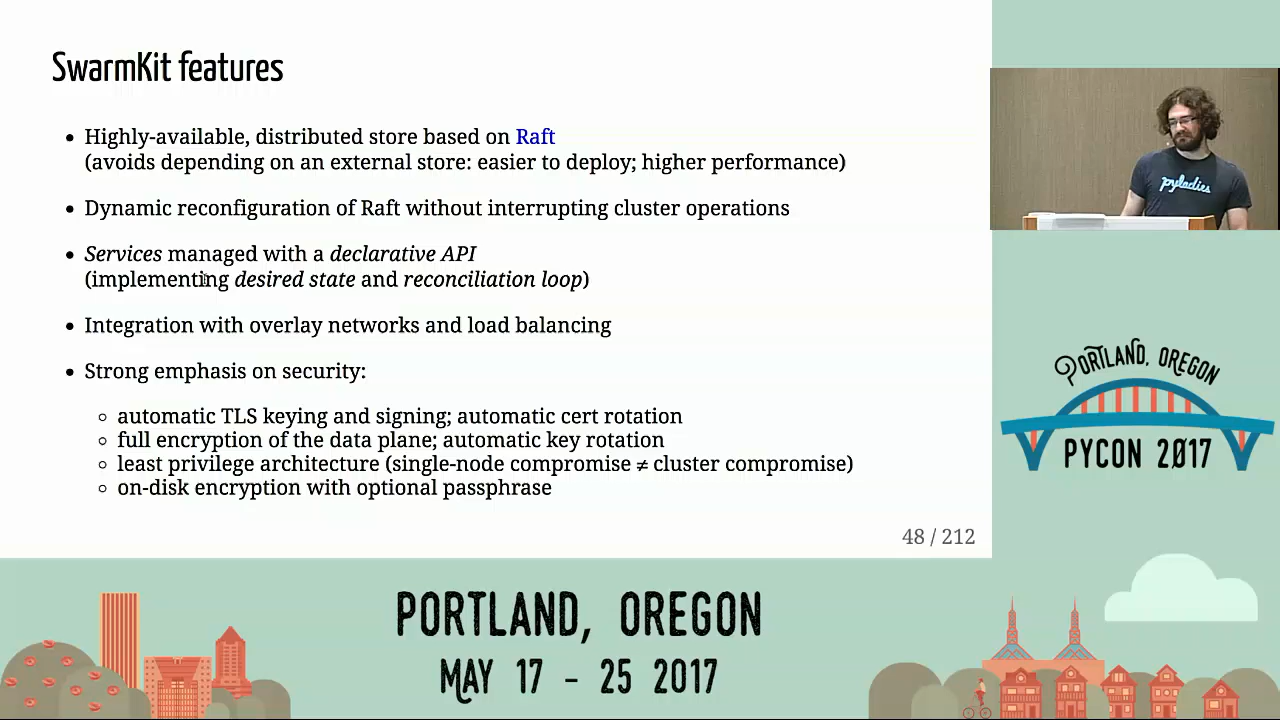 SwarmKit features
• Highly-available, distributed store based on Raft
(avoids depending on an external store: easier to deploy; higher performance)
• Dynamic reconfiguration of Raft without interrupting cluster operations
• Services managed with a declarative API
(implementing desired state and reconciliation loop)
• Integration with overlay networks and load balancing
• Strong emphasis on security:
◦ automatic TLS keying and signing; automatic cert rotation
◦ full encryption of the data plane; automatic key rotation
◦ least privilege architecture (single-node compromise ≠ cluster compromise)
◦ on-disk encryption with optional passphrase
48 / 212
pyladies
PORTLAND, OREGON
PYCON 2017
PORTLAND, OREGON
MAY 17 - 25 2017